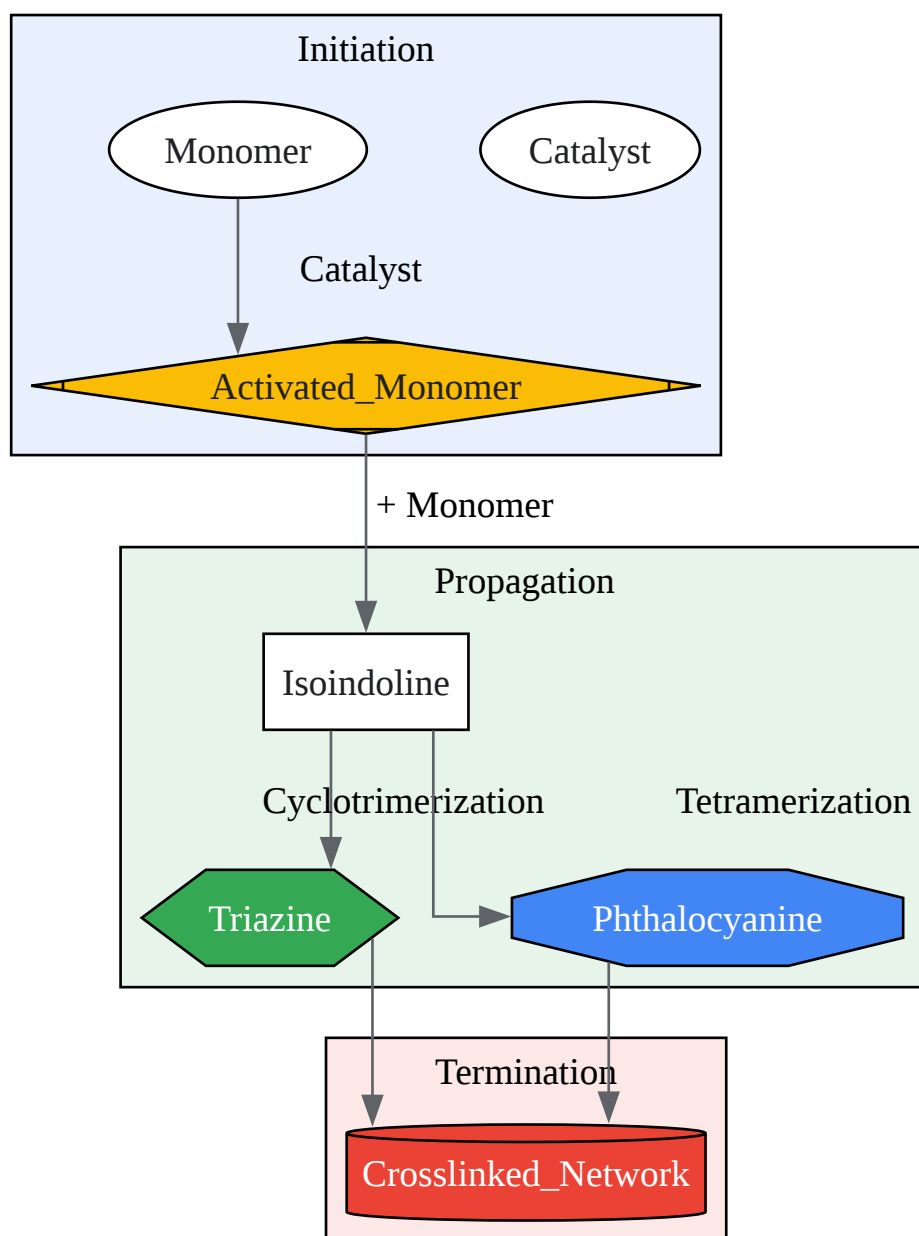 Initiation
Monomer
Catalyst
Catalyst
Activated_Monomer
+ Monomer
Propagation
Isoindoline
Cyclotrimerization
Tetramerization
Triazine
Phthalocyanine
Termination
Crosslinked_Network